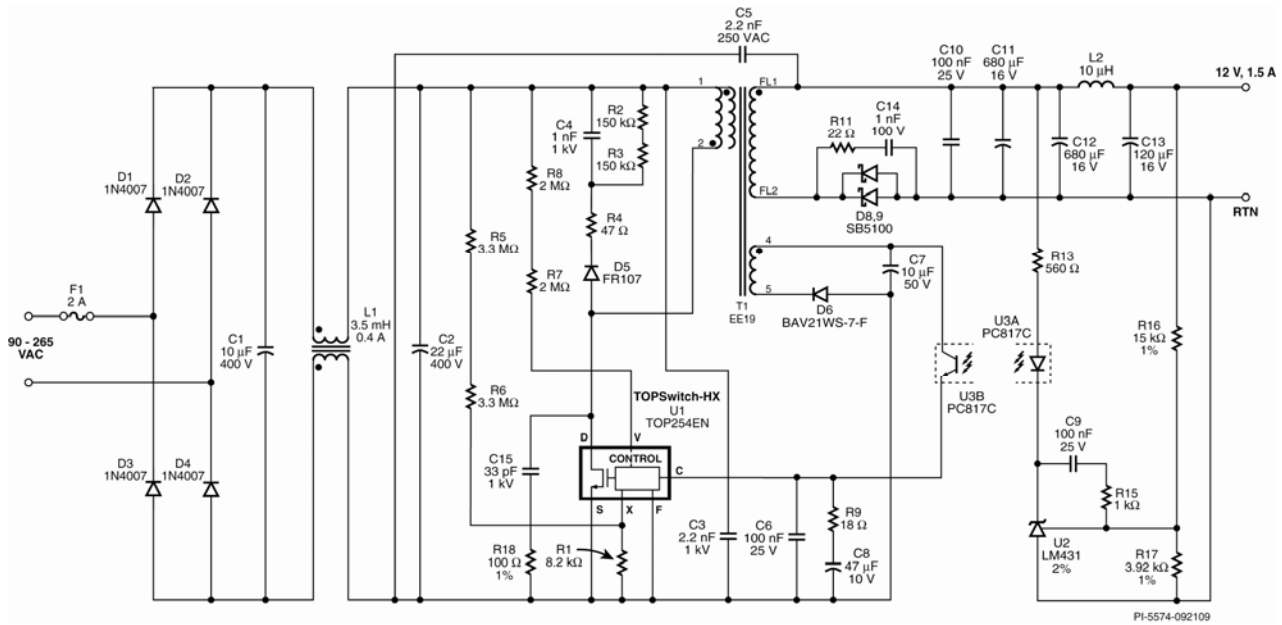 C5
2.2 nF
250 VAC
C10
100 nF
25 V
C11
680 µF
16 V
L2
10 µH
12 V, 1.5 A
1
FL1
R2
150 kΩ
C4
1 nF
1 kV
R3
150 kΩ
2
R11
22 Ω
C14
1 nF
100 V
C12
680 µF
16 V
C13
120 µF
16 V
D1
1N4007
D2
1N4007
R8
2 MΩ
FL2
RTN
D8,9
SB5100
R4
47 Ω
R5
3.3 MΩ
4
C7
10 µF
50 V
R13
560 Ω
D5
FR107
R7
2 MΩ
5
D6
BAV21WS-7-F
T1
EE19
F1
2 A
L1
3.5 mH
0.4 A
90 - 265
VAC
C1
10 µF
400 V
C2
22 µF
400 V
U3A
PC817C
R16
15 kΩ
1%
R6
3.3 MΩ
U3B
PC817C
TOPSwitch-HX
U1
TOP254EN
D
V
C9
100 nF
25 V
CONTROL
C
D3
1N4007
D4
1N4007
C15
33 pF
1 kV
S
X
F
R15
1 kΩ
R9
18 Ω
C3
2.2 nF
1 kV
C6
100 nF
25 V
U2
LM431
2%
R18
100 Ω
1%
R1
8.2 kΩ
C8
47 µF
10 V
R17
3.92 kΩ
1%
PI-5574-092109